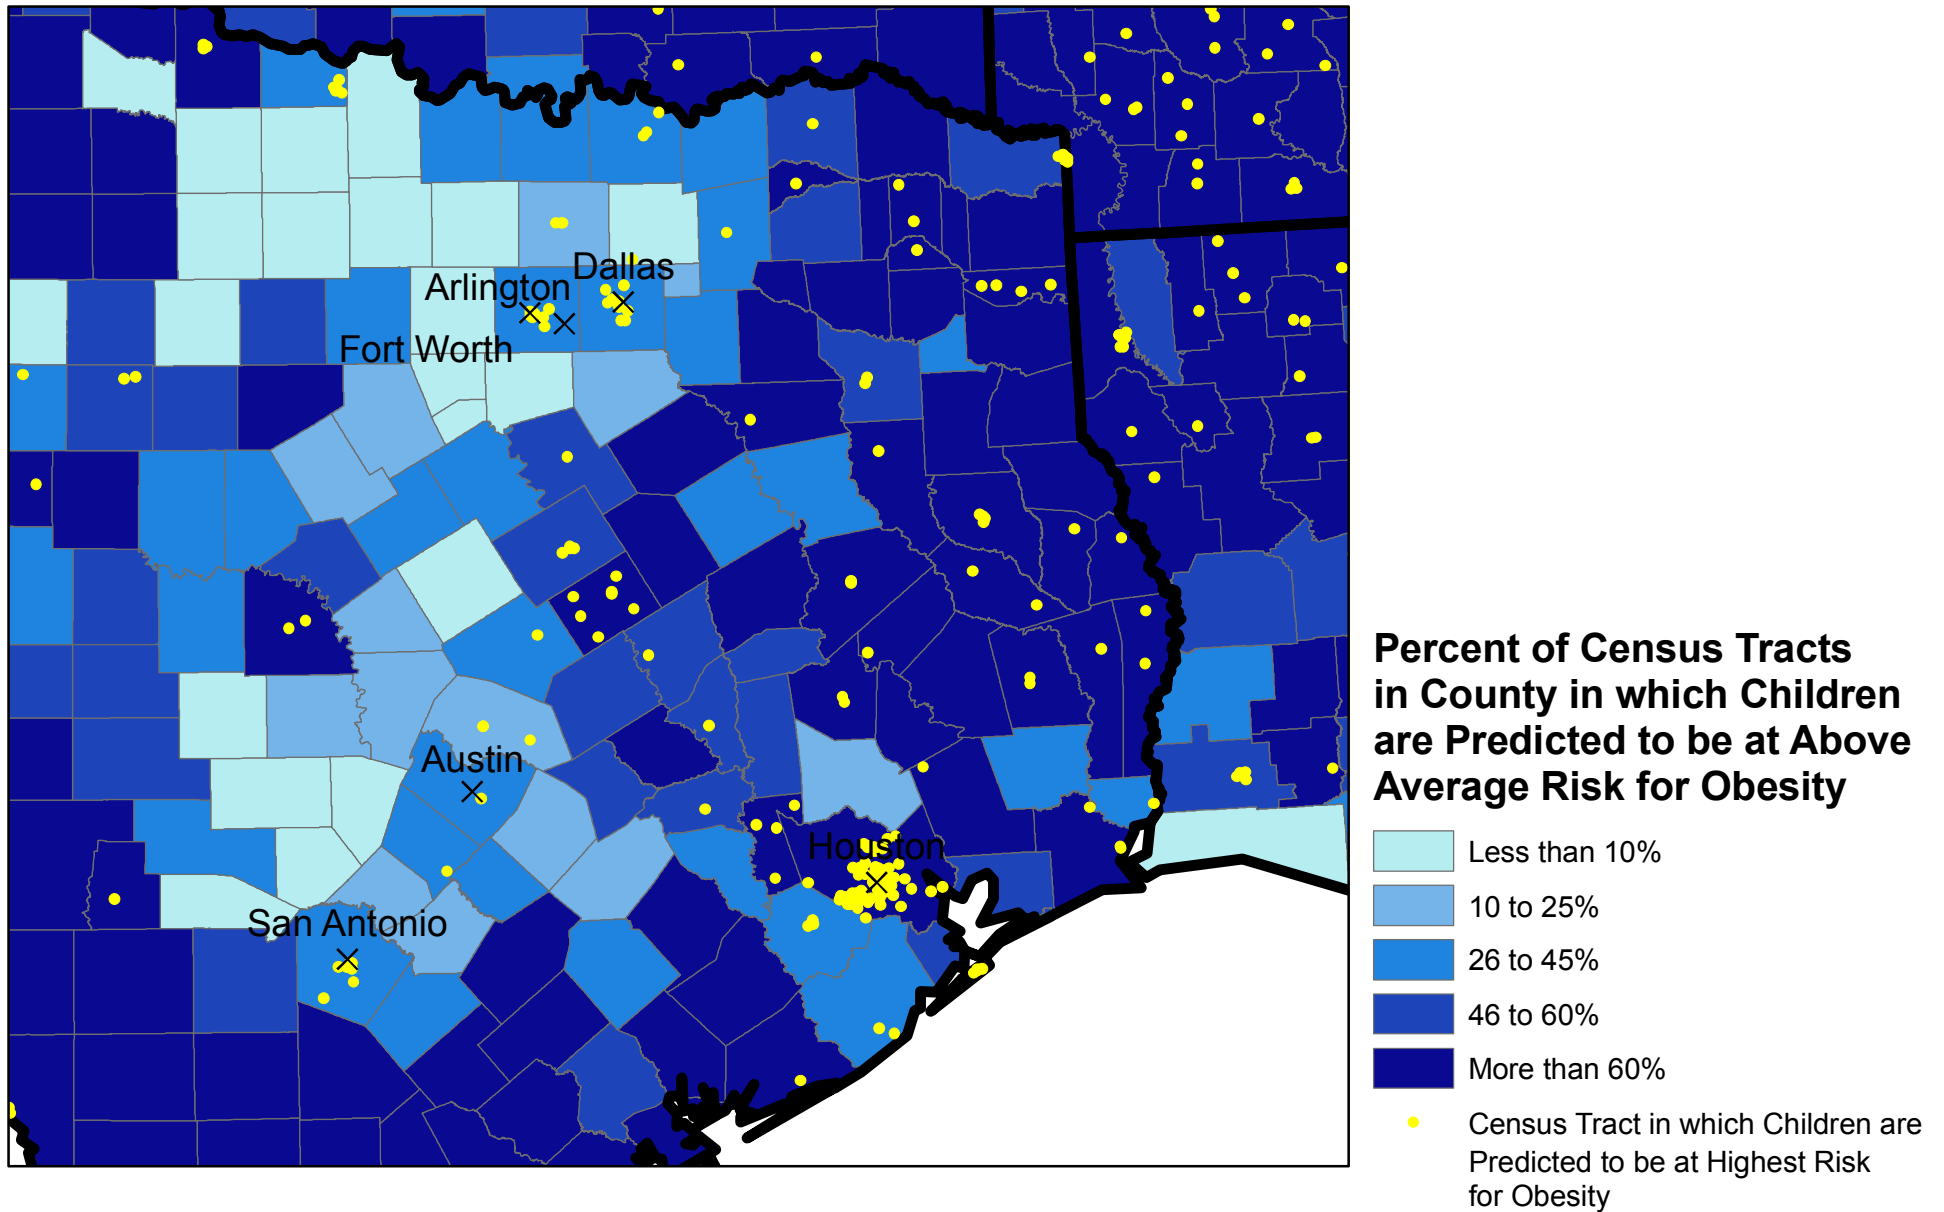 Dallas
Arlington
Fort Worth
Austin
Houston
San Antonio
Percent of Census Tracts
in County in which Children
are Predicted to be at Above
Average Risk for Obesity
Less than 10%
10 to 25%
26 to 45%
46 to 60%
More than 60%
Census Tract in which Children are
Predicted to be at Highest Risk
for Obesity